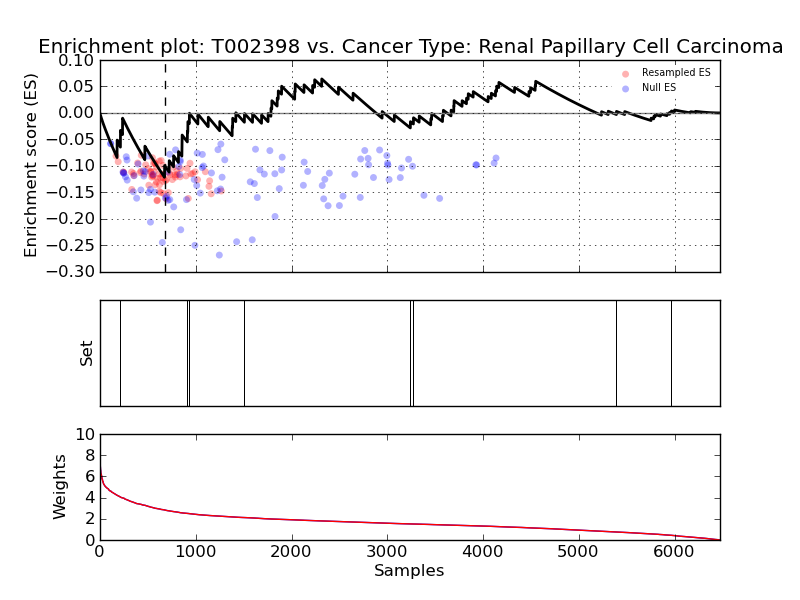 Enrichment plot: T002398 vs. Cancer Type: Renal Papillary Cell Carcinoma
0.10
0.05
0.00
−0.05
−0.10
−0.15
−0.20
−0.25
−0.30
Enrichment score (ES)
Resampled ES
Null ES
Set
10
8
6
4
2
0
Weights
0 1000 2000 3000 4000 5000 6000
Samples